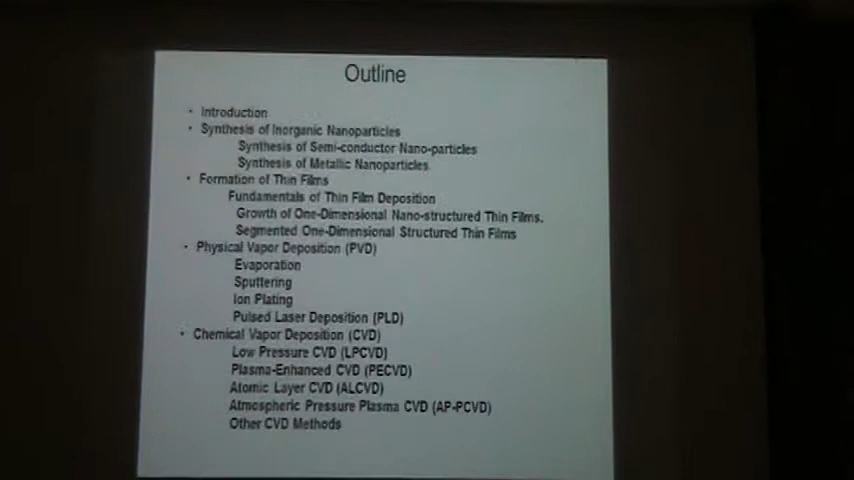 Outline
• Introduction
• Synthesis of Inorganic Nanoparticles
Synthesis of Semi-conductor Nano-particles
Synthesis of Metallic Nanoparticles
• Formation of Thin Films
Fundamentals of Thin Film Deposition
Growth of One-Dimensional Nano-structured Thin Films.
Segmented One-Dimensional Structured Thin Films
• Physical Vapor Deposition (PVD)
Evaporation
Sputtering
Ion Plating
Pulsed Laser Deposition (PLD)
• Chemical Vapor Deposition (CVD)
Low Pressure CVD (LPCVD)
Plasma-Enhanced CVD (PECVD)
Atomic Layer CVD (ALCVD)
Atmospheric Pressure Plasma CVD (AP-PCVD)
Other CVD Methods